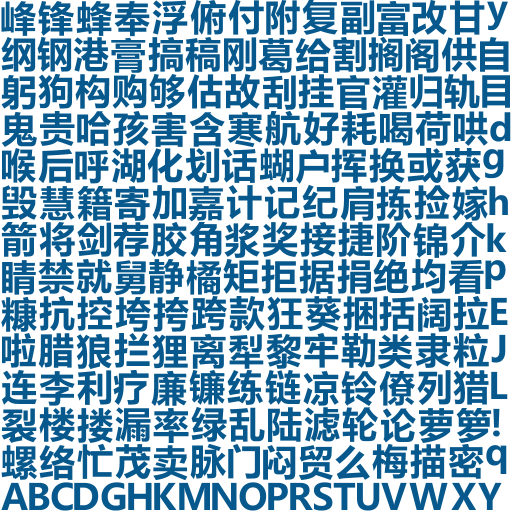 峰锋蜂奉浮俯付附复副富改甘y
纲钢港膏搞稿刚葛给割搁阁供自
躬狗构购够估故刮挂官灌归轨目
鬼贵哈孩害含寒航好耗喝荷哄d
喉后呼湖化划话蝴户挥换或获g
毁慧籍寄加嘉计记纪肩拣捡嫁h
箭将剑荐胶角浆奖接捷阶锦介k
睛禁就舅静橘矩拒据捐绝均看p
糠抗控垮挎跨款狂葵捆括阔拉E
啦腊狼拦狸离犁黎牢勒类隶粒J
连李利疗廉镰练链凉铃僚列猎L
裂楼搂漏率绿乱陆滤轮论萝箩!
螺络忙茂卖脉门闷贸么梅描密q
ABCDGHKMNOPRSTUVWXY